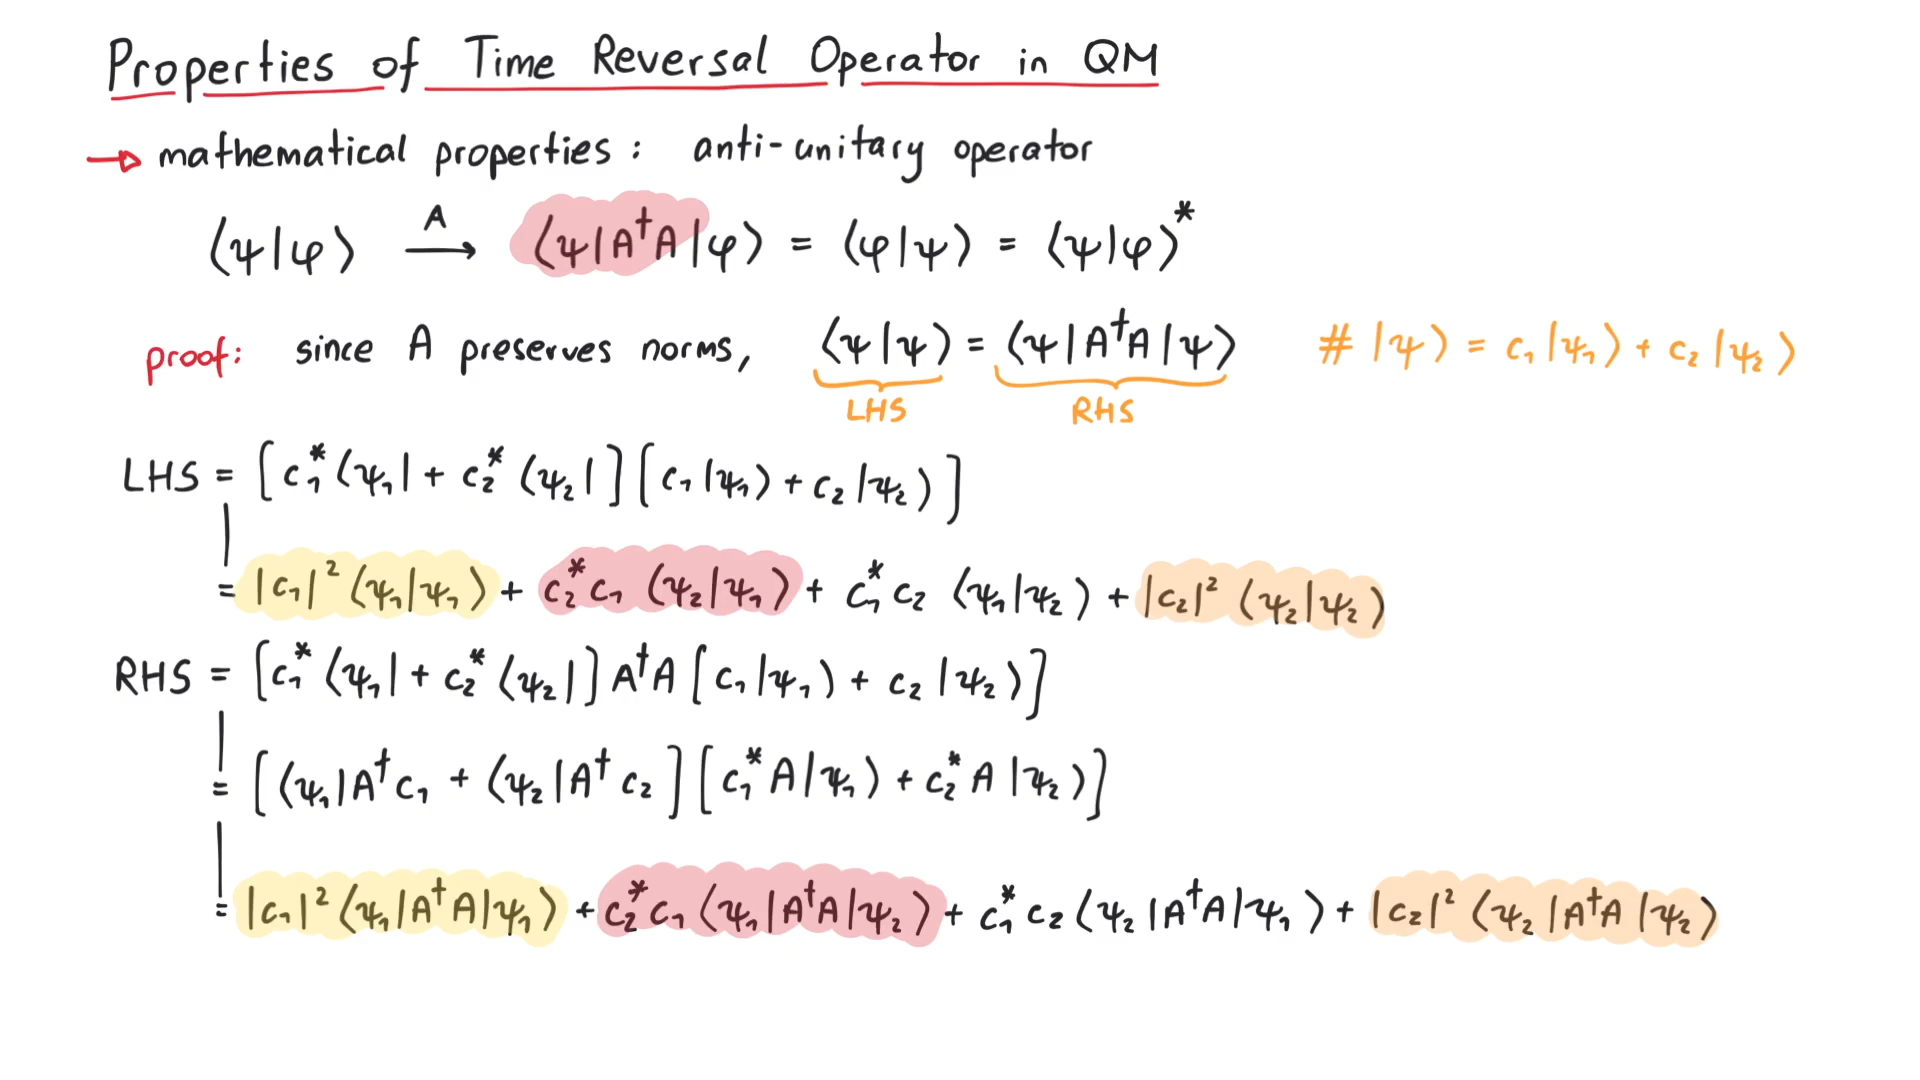 Properties of Time Reversal Operator in QM
→ mathematical properties: anti-unitary operator
⟨ψ|φ⟩ —A→ ⟨ψ|A†A|φ⟩ = ⟨φ|ψ⟩ = ⟨ψ|φ⟩*
proof: since A preserves norms, ⟨ψ|ψ⟩ = ⟨ψ|A†A|ψ⟩ # |ψ⟩ = c₁|ψ₁⟩ + c₂|ψ₂⟩
LHS RHS
LHS = [c₁*⟨ψ₁| + c₂*⟨ψ₂|][c₁|ψ₁⟩ + c₂|ψ₂⟩]
= |c₁|²⟨ψ₁|ψ₁⟩ + c₂*c₁⟨ψ₂|ψ₁⟩ + c₁*c₂⟨ψ₁|ψ₂⟩ + |c₂|²⟨ψ₂|ψ₂⟩
RHS = [c₁*⟨ψ₁| + c₂*⟨ψ₂|]A†A[c₁|ψ₁⟩ + c₂|ψ₂⟩]
= [⟨ψ₁|A†c₁ + ⟨ψ₂|A†c₂][c₁*A|ψ₁⟩ + c₂*A|ψ₂⟩]
= |c₁|²⟨ψ₁|A†A|ψ₁⟩ + c₂*c₁⟨ψ₁|A†A|ψ₂⟩ + c₁*c₂⟨ψ₂|A†A|ψ₁⟩ + |c₂|²⟨ψ₂|A†A|ψ₂⟩